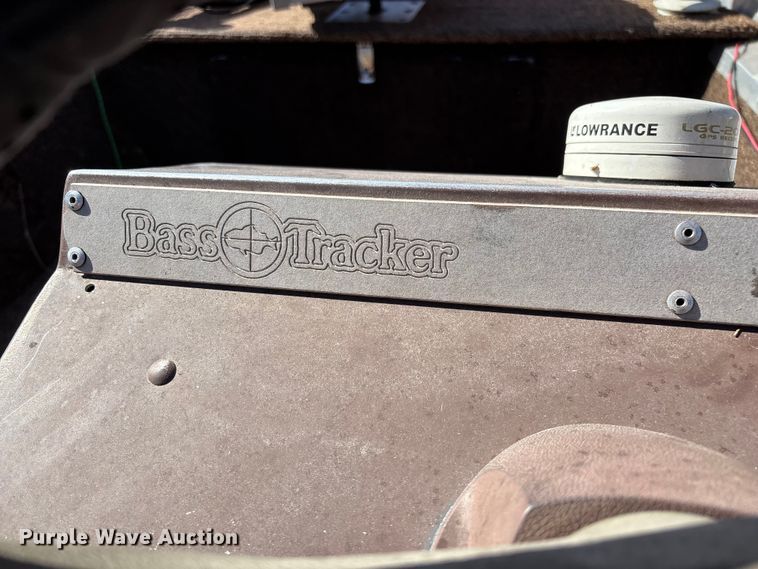 LOWRANCE
Bass Tracker
Purple Wave Auction